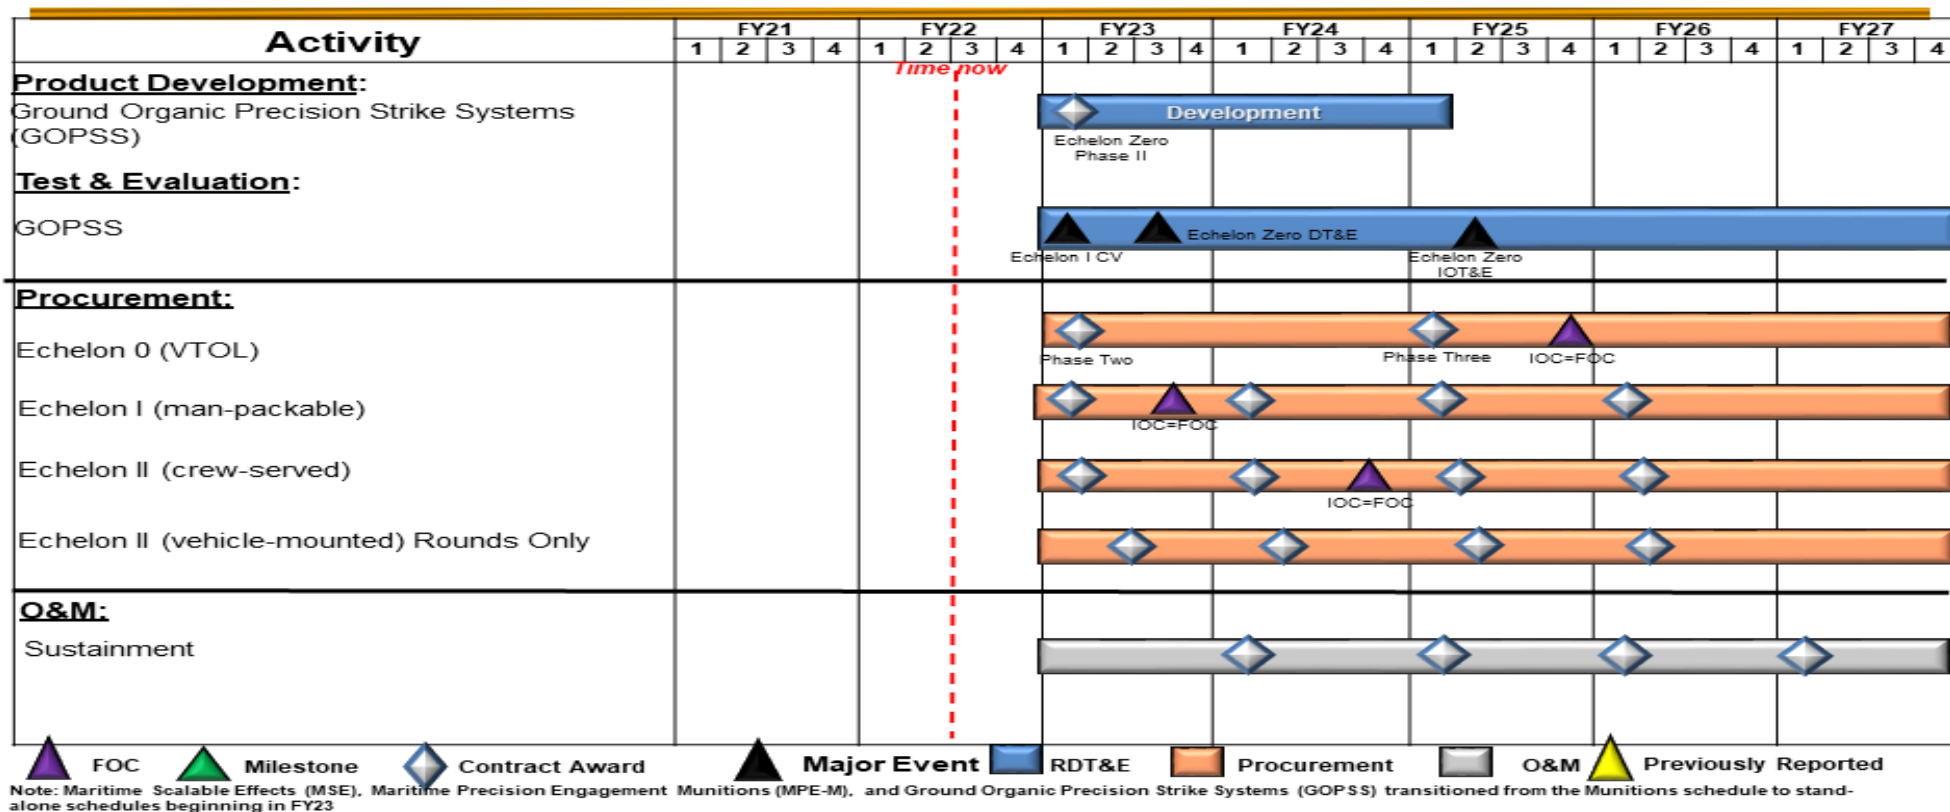 Activity
FY21 FY22 FY23 FY24 FY25 FY26 FY27
1 2 3 4 1 2 3 4 1 2 3 4 1 2 3 4 1 2 3 4 1 2 3 4 1 2 3 4
Time now
Product Development:
Ground Organic Precision Strike Systems
(GOPSS)
Development
Echelon Zero
Phase II
Test & Evaluation:
GOPSS
Echelon Zero DT&E
Echelon I CV
Echelon Zero
IOT&E
Procurement:
Echelon 0 (VTOL)
Phase Two
Phase Three
IOC=FOC
Echelon I (man-packable)
IOC=FOC
Echelon II (crew-served)
IOC=FOC
Echelon II (vehicle-mounted) Rounds Only
O&M:
Sustainment
FOC
Milestone
Contract Award
Major Event
RDT&E
Procurement
O&M
Previously Reported
Note: Maritime Scalable Effects (MSE), Maritime Precision Engagement Munitions (MPE-M), and Ground Organic Precision Strike Systems (GOPSS) transitioned from the Munitions schedule to stand-
alone schedules beginning in FY23